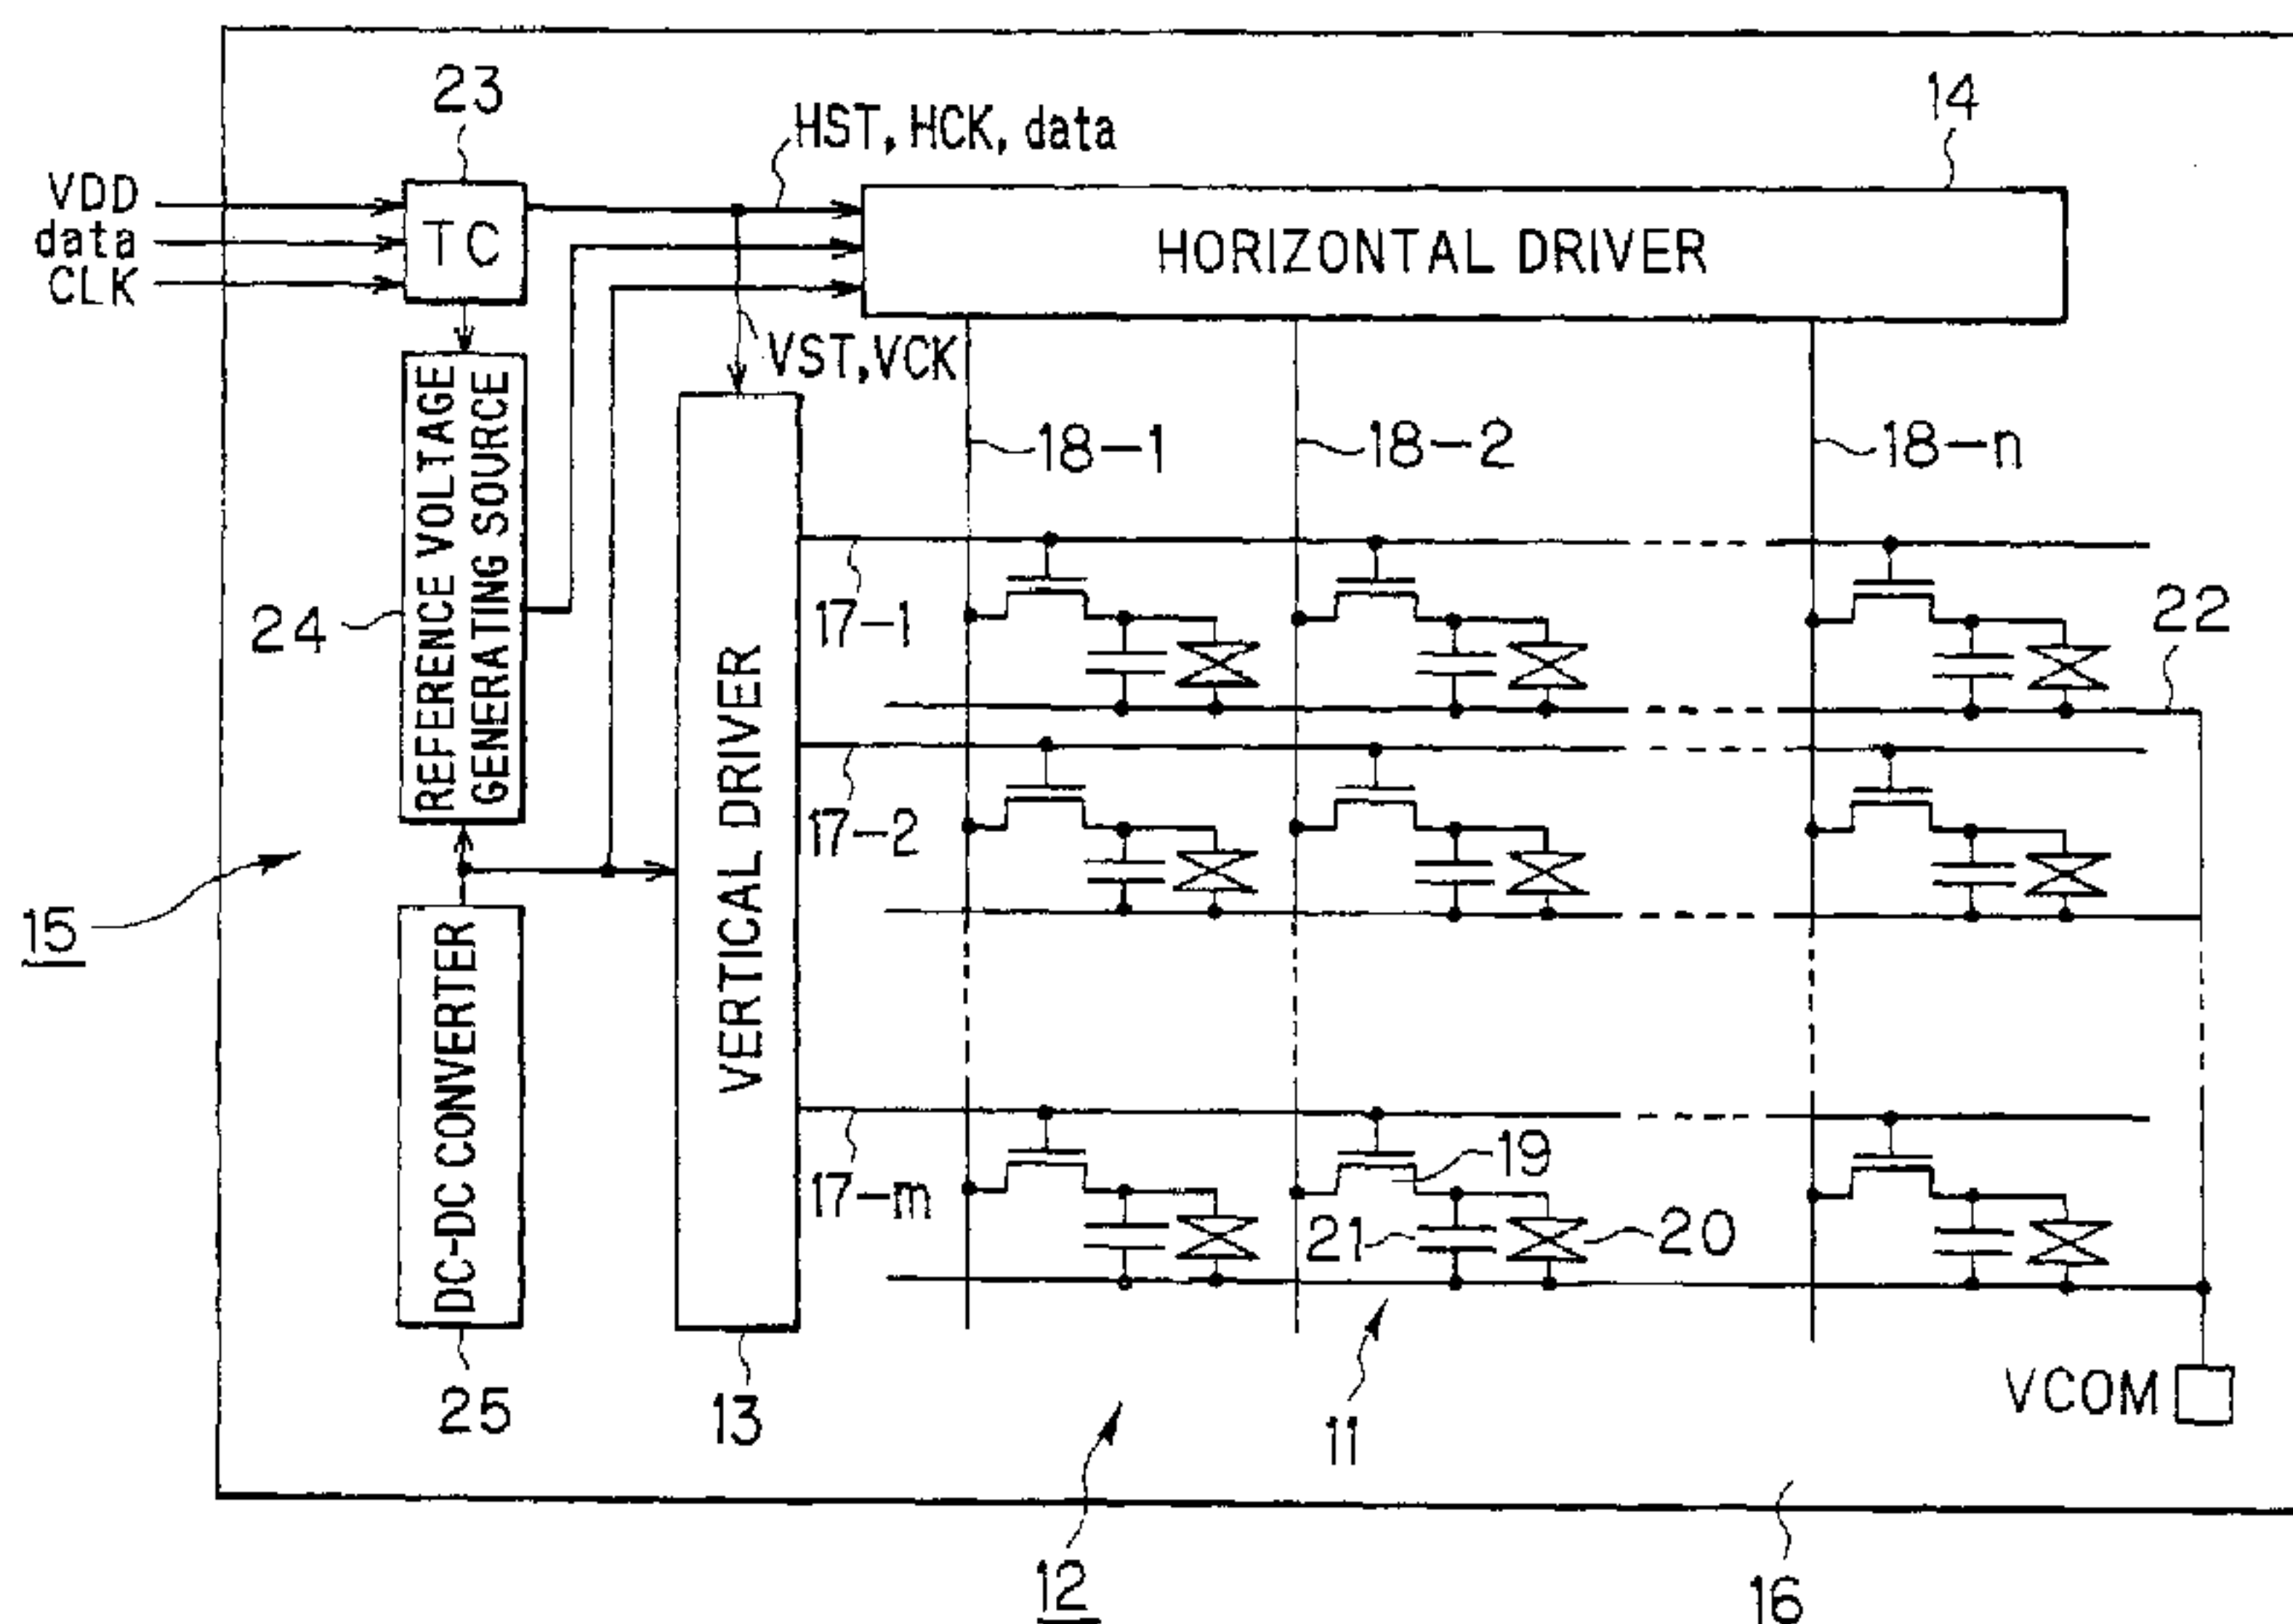 23
HST, HCK, data
14
VDD
data
CLK
TC
HORIZONTAL DRIVER
VST, VCK
REFERENCE VOLTAGE
GENERATING SOURCE
18-1
18-2
18-n
24
17-1
22
VERTICAL DRIVER
17-2
15
DC-DC CONVERTER
19
17-m
21
20
25
13
11
VCOM
12
16